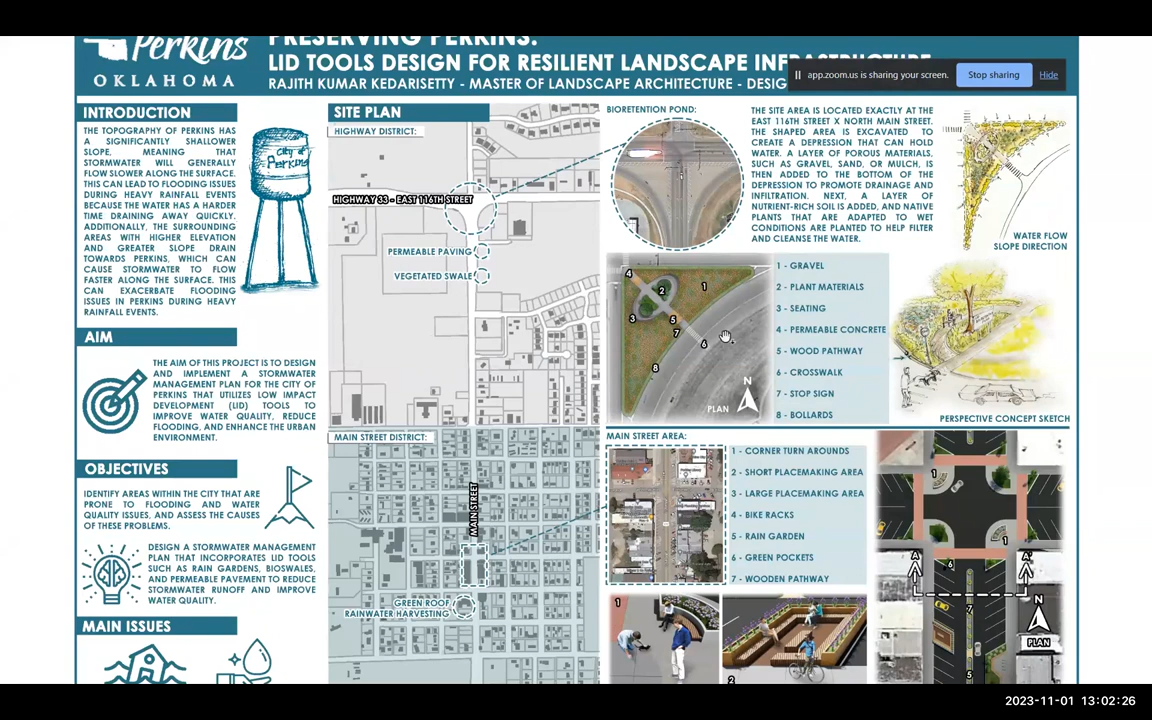 Perkins
OKLAHOMA
PRESERVING PERKINS:
LID TOOLS DESIGN FOR RESILIENT LANDSCAPE INFRASTRUCTURE
RAJITH KUMAR KEDARISETTY - MASTER OF LANDSCAPE ARCHITECTURE - DESIG
app.zoom.us is sharing your screen.
Stop sharing
Hide
INTRODUCTION
THE TOPOGRAPHY OF PERKINS HAS
A SIGNIFICANTLY SHALLOWER
SLOPE, MEANING THAT
STORMWATER WILL GENERALLY
FLOW SLOWER ALONG THE SURFACE.
THIS CAN LEAD TO FLOODING ISSUES
DURING HEAVY RAINFALL EVENTS
BECAUSE THE WATER HAS A HARDER
TIME DRAINING AWAY QUICKLY.
ADDITIONALLY, THE SURROUNDING
AREAS WITH HIGHER ELEVATION
AND GREATER SLOPE DRAIN
TOWARDS PERKINS, WHICH CAN
CAUSE STORMWATER TO FLOW
FASTER ALONG THE SURFACE. THIS
CAN EXACERBATE FLOODING
ISSUES IN PERKINS DURING HEAVY
RAINFALL EVENTS.
City of
Perkins
AIM
THE AIM OF THIS PROJECT IS TO DESIGN
AND IMPLEMENT A STORMWATER
MANAGEMENT PLAN FOR THE CITY OF
PERKINS THAT UTILIZES LOW IMPACT
DEVELOPMENT (LID) TOOLS TO
IMPROVE WATER QUALITY, REDUCE
FLOODING, AND ENHANCE THE URBAN
ENVIRONMENT.
OBJECTIVES
IDENTIFY AREAS WITHIN THE CITY THAT ARE
PRONE TO FLOODING AND WATER
QUALITY ISSUES, AND ASSESS THE CAUSES
OF THESE PROBLEMS.
DESIGN A STORMWATER MANAGEMENT
PLAN THAT INCORPORATES LID TOOLS
SUCH AS RAIN GARDENS, BIOSWALES,
AND PERMEABLE PAVEMENT TO REDUCE
STORMWATER RUNOFF AND IMPROVE
WATER QUALITY.
MAIN ISSUES
SITE PLAN
HIGHWAY DISTRICT:
HIGHWAY 33 - EAST 116TH STREET
PERMEABLE PAVING
VEGETATED SWALE
MAIN STREET DISTRICT:
MAIN STREET
GREEN ROOF
RAINWATER HARVESTING
BIORETENTION POND:
THE SITE AREA IS LOCATED EXACTLY AT THE
EAST 116TH STREET X NORTH MAIN STREET.
THE SHAPED AREA IS EXCAVATED TO
CREATE A DEPRESSION THAT CAN HOLD
WATER. A LAYER OF POROUS MATERIALS,
SUCH AS GRAVEL, SAND, OR MULCH, IS
THEN ADDED TO THE BOTTOM OF THE
DEPRESSION TO PROMOTE DRAINAGE AND
INFILTRATION. NEXT, A LAYER OF
NUTRIENT-RICH SOIL IS ADDED, AND NATIVE
PLANTS THAT ARE ADAPTED TO WET
CONDITIONS ARE PLANTED TO HELP FILTER
AND CLEANSE THE WATER.
WATER FLOW
SLOPE DIRECTION
4
2
1
3
5
7
6
8
N
PLAN
1 - GRAVEL
2 - PLANT MATERIALS
3 - SEATING
4 - PERMEABLE CONCRETE
5 - WOOD PATHWAY
6 - CROSSWALK
7 - STOP SIGN
8 - BOLLARDS
PERSPECTIVE CONCEPT SKETCH
MAIN STREET AREA:
1 - CORNER TURN AROUNDS
2 - SHORT PLACEMAKING AREA
3 - LARGE PLACEMAKING AREA
4 - BIKE RACKS
5 - RAIN GARDEN
6 - GREEN POCKETS
7 - WOODEN PATHWAY
1
2
1
1
A
A'
6
7
N
PLAN
5
2023-11-01 13:02:26